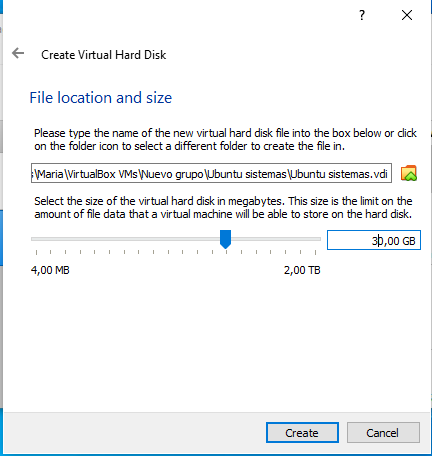 ?
Create Virtual Hard Disk
File location and size
Please type the name of the new virtual hard disk file into the box below or click
on the folder icon to select a different folder to create the file in.
:\Maria\VirtualBox VMs\Nuevo grupo\Ubuntu sistemas\Ubuntu sistemas.vdi
Select the size of the virtual hard disk in megabytes. This size is the limit on the
amount of file data that a virtual machine will be able to store on the hard disk.
30,00 GB
4,00 MB 2,00 TB
Create Cancel